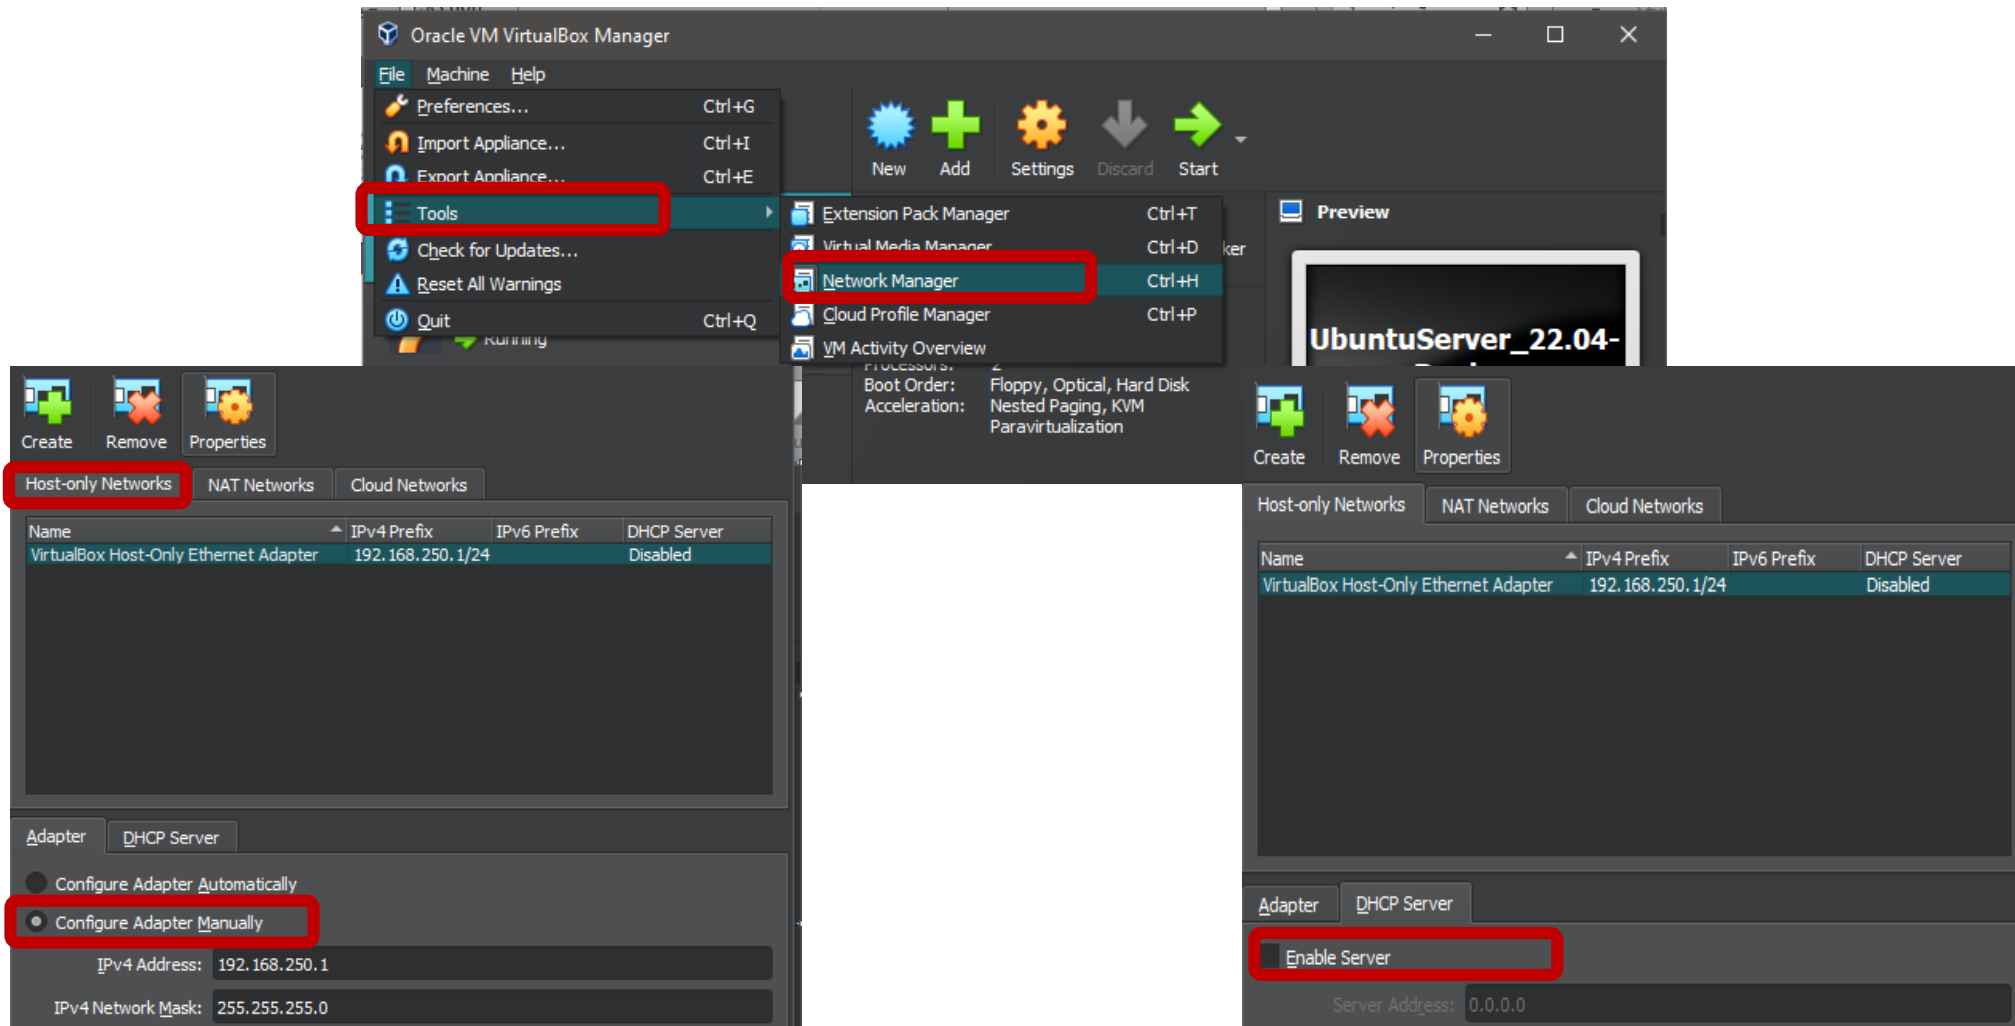 Oracle VM VirtualBox Manager
File Machine Help
Preferences... Ctrl+G
Import Appliance... Ctrl+I
Export Appliance... Ctrl+E
Tools
Check for Updates...
Reset All Warnings
Quit Ctrl+Q
Running
New Add Settings Discard Start
Extension Pack Manager Ctrl+T
Virtual Media Manager Ctrl+D
Network Manager Ctrl+H
Cloud Profile Manager Ctrl+P
VM Activity Overview
ker
Preview
UbuntuServer_22.04-
Processors: 2
Boot Order: Floppy, Optical, Hard Disk
Acceleration: Nested Paging, KVM
Paravirtualization
Create Remove Properties
Host-only Networks NAT Networks Cloud Networks
Name IPv4 Prefix IPv6 Prefix DHCP Server
VirtualBox Host-Only Ethernet Adapter 192.168.250.1/24 Disabled
Adapter DHCP Server
Configure Adapter Automatically
Configure Adapter Manually
IPv4 Address: 192.168.250.1
IPv4 Network Mask: 255.255.255.0
Create Remove Properties
Host-only Networks NAT Networks Cloud Networks
Name IPv4 Prefix IPv6 Prefix DHCP Server
VirtualBox Host-Only Ethernet Adapter 192.168.250.1/24 Disabled
Adapter DHCP Server
Enable Server
Server Address: 0.0.0.0